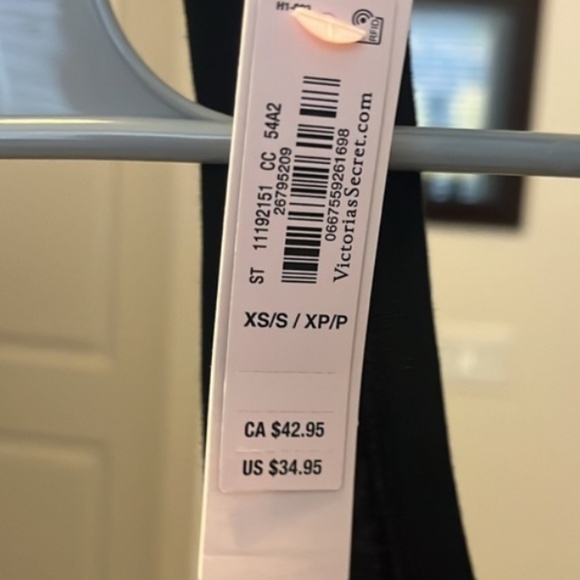 RFID
ST 11192151 CC 54A2
26795209
0667559261698
VictoriasSecret.com
XS/S / XP/P
CA $42.95
US $34.95